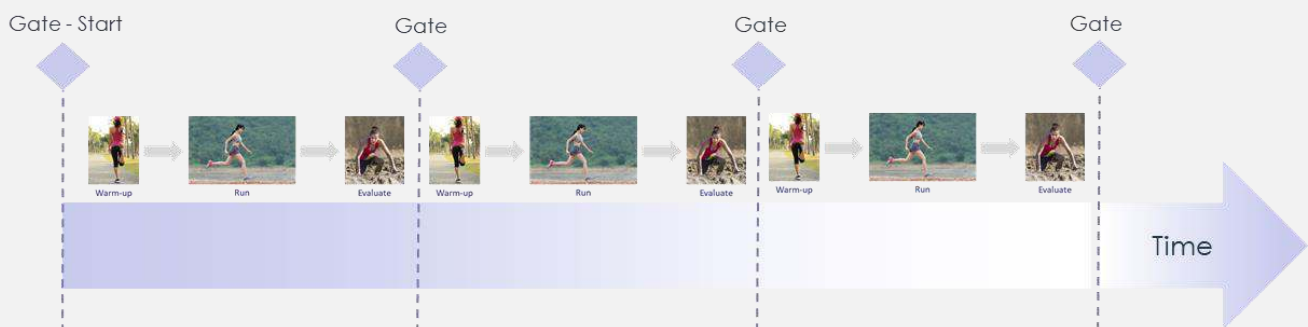 Gate - Start
Gate
Gate
Gate
Warm-up
Run
Evaluate
Warm-up
Run
Evaluate
Warm-up
Run
Evaluate
Time